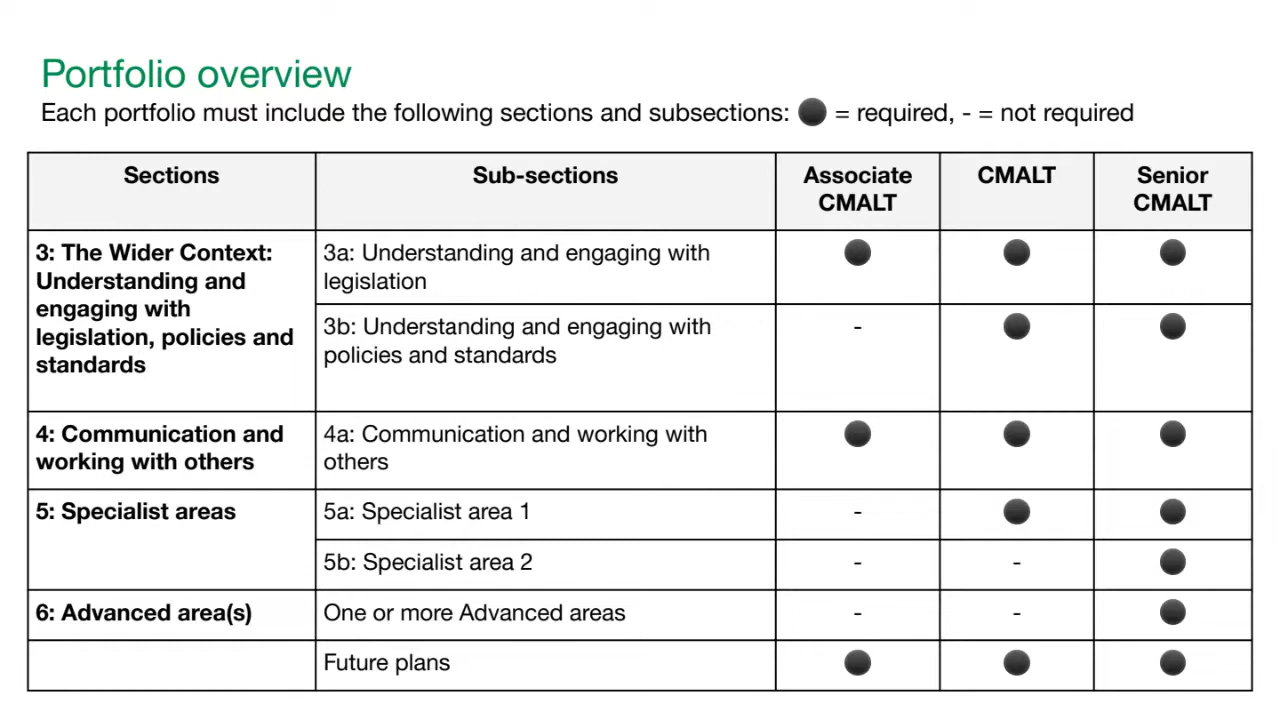 Portfolio overview
Each portfolio must include the following sections and subsections: ⚫ = required, - = not required
Sections
Sub-sections
Associate
CMALT
CMALT
Senior
CMALT
3: The Wider Context:
Understanding and
engaging with
legislation, policies and
standards
3a: Understanding and engaging with
legislation
⚫ ⚫ ⚫
3b: Understanding and engaging with
policies and standards
- ⚫ ⚫
4: Communication and
working with others
4a: Communication and working with
others
⚫ ⚫ ⚫
5: Specialist areas
5a: Specialist area 1
- ⚫ ⚫
5b: Specialist area 2
- - ⚫
6: Advanced area(s)
One or more Advanced areas
- - ⚫
Future plans
⚫ ⚫ ⚫